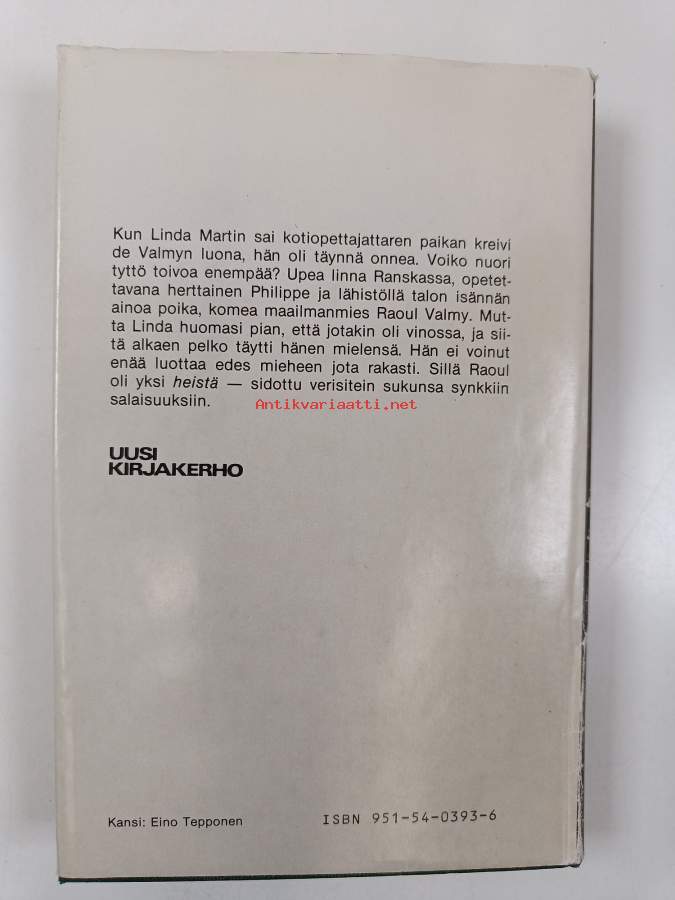 Kun Linda Martin sai kotiopettajattaren paikan kreivi
de Valmyn luona, hän oli täynnä onnea. Voiko nuori
tyttö toivoa enempää? Upea linna Ranskassa, opetet-
tavana herttainen Philippe ja lähistöllä talon isännän
ainoa poika, komea maailmanmies Raoul Valmy. Mut-
ta Linda huomasi pian, että jotakin oli vinossa, ja sii-
tä alkaen pelko täytti hänen mielensä. Hän ei voinut
enää luottaa edes mieheen jota rakasti. Sillä Raoul
oli yksi heistä — sidottu verisitein sukunsa synkkiin
salaisuuksiin.
Antikvariaatti.net
UUSI
KIRJAKERHO
Kansi: Eino Tepponen
ISBN 951-54-0393-6